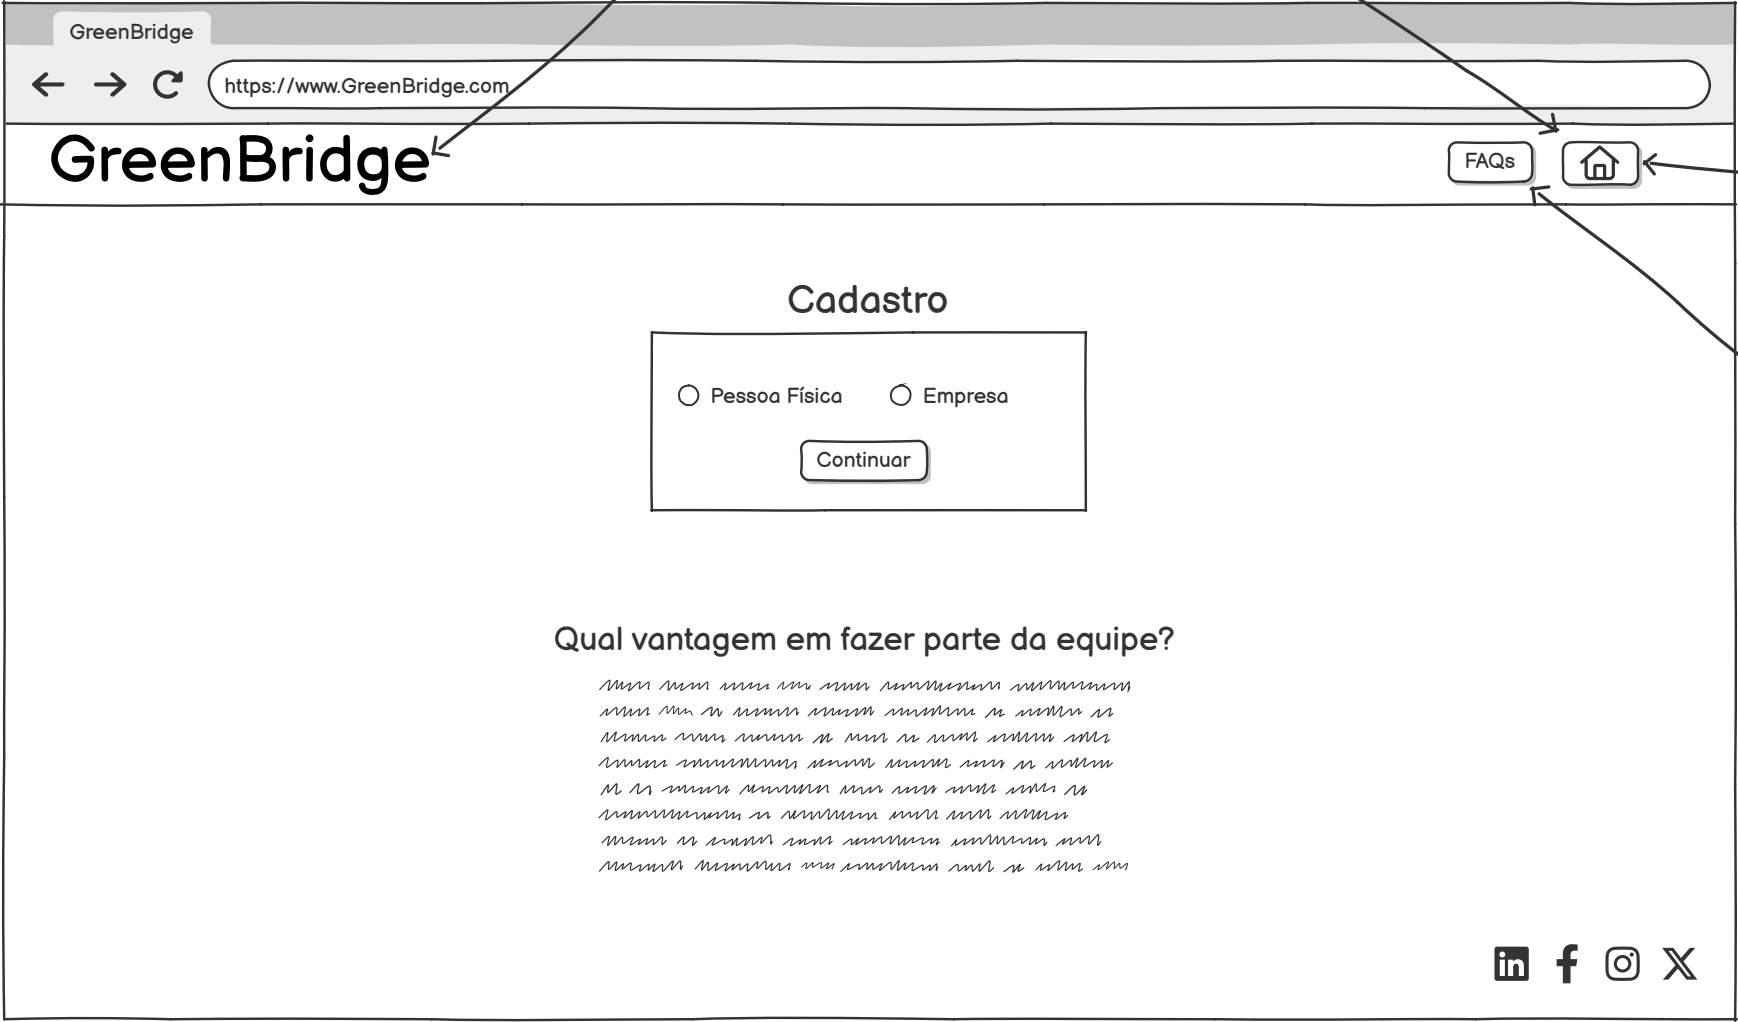 GreenBridge
https://www.GreenBridge.com
GreenBridge
FAQs
Cadastro
Pessoa Física
Empresa
Continuar
Qual vantagem em fazer parte da equipe?